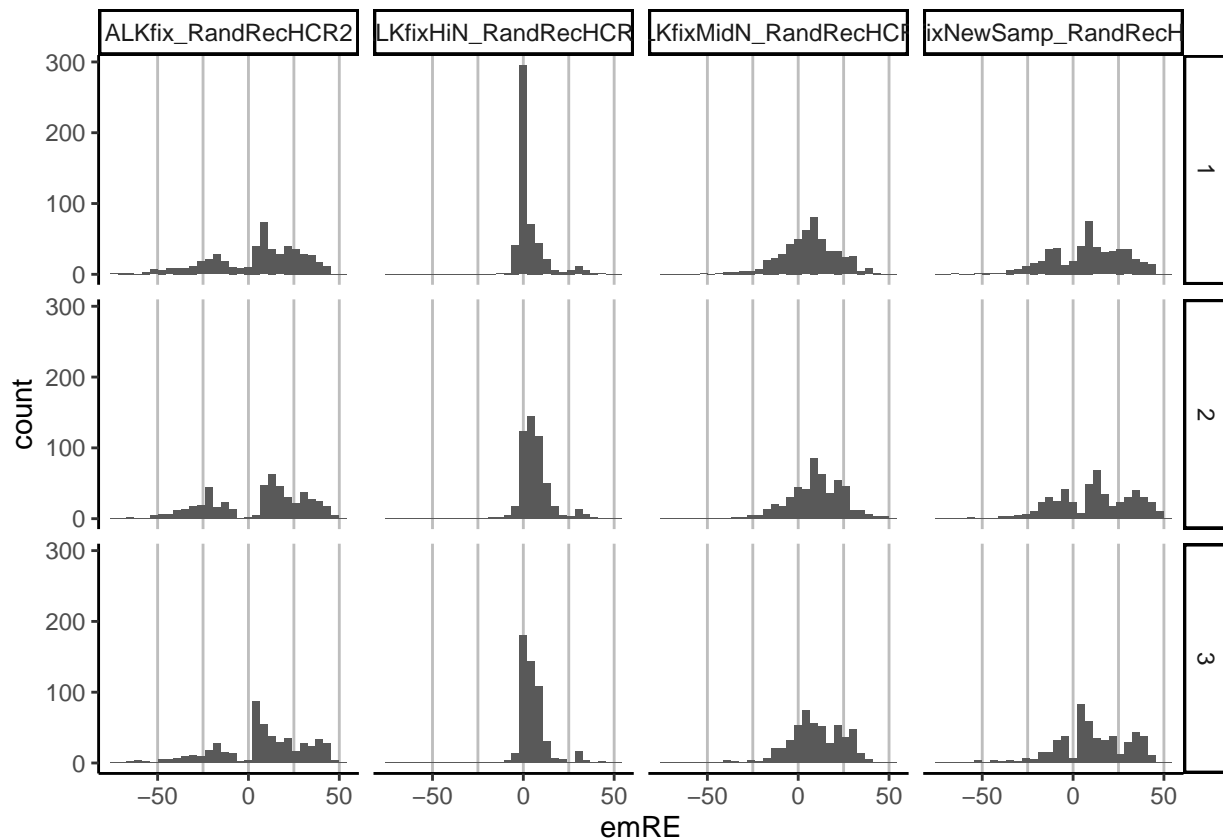 ALKfix_RandRecHCR2
LKfixHiN_RandRecHCR
LKfixMidN_RandRecHCR
ixNewSamp_RandRecH
300
200
100
0
1
300
200
100
0
2
300
200
100
0
3
count
−50 0 50
−50 0 50
−50 0 50
−50 0 50
emRE